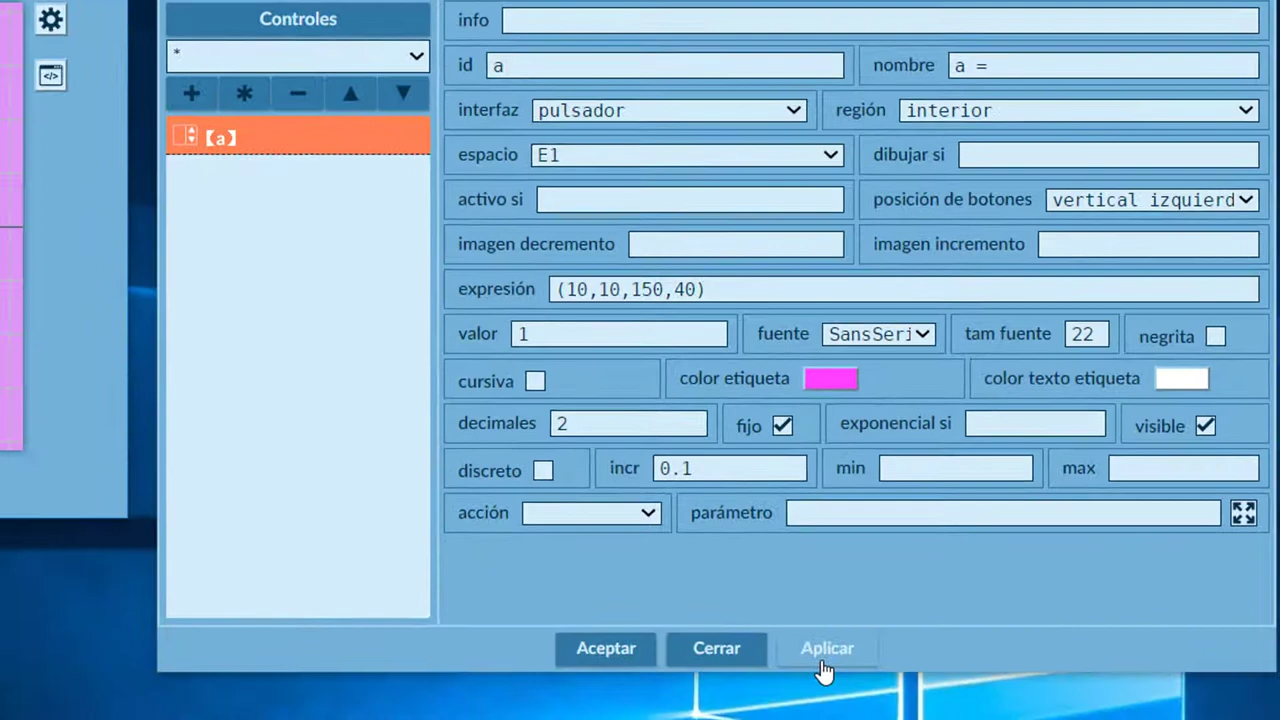 Controles
*
【a】
info
id a nombre a =
interfaz pulsador región interior
espacio E1 dibujar si
activo si posición de botones vertical izquierd
imagen decremento imagen incremento
expresión (10,10,150,40)
valor 1 fuente SansSeri tam fuente 22 negrita
cursiva color etiqueta color texto etiqueta
decimales 2 fijo exponencial si visible
discreto incr 0.1 min max
acción parámetro
Aceptar Cerrar Aplicar